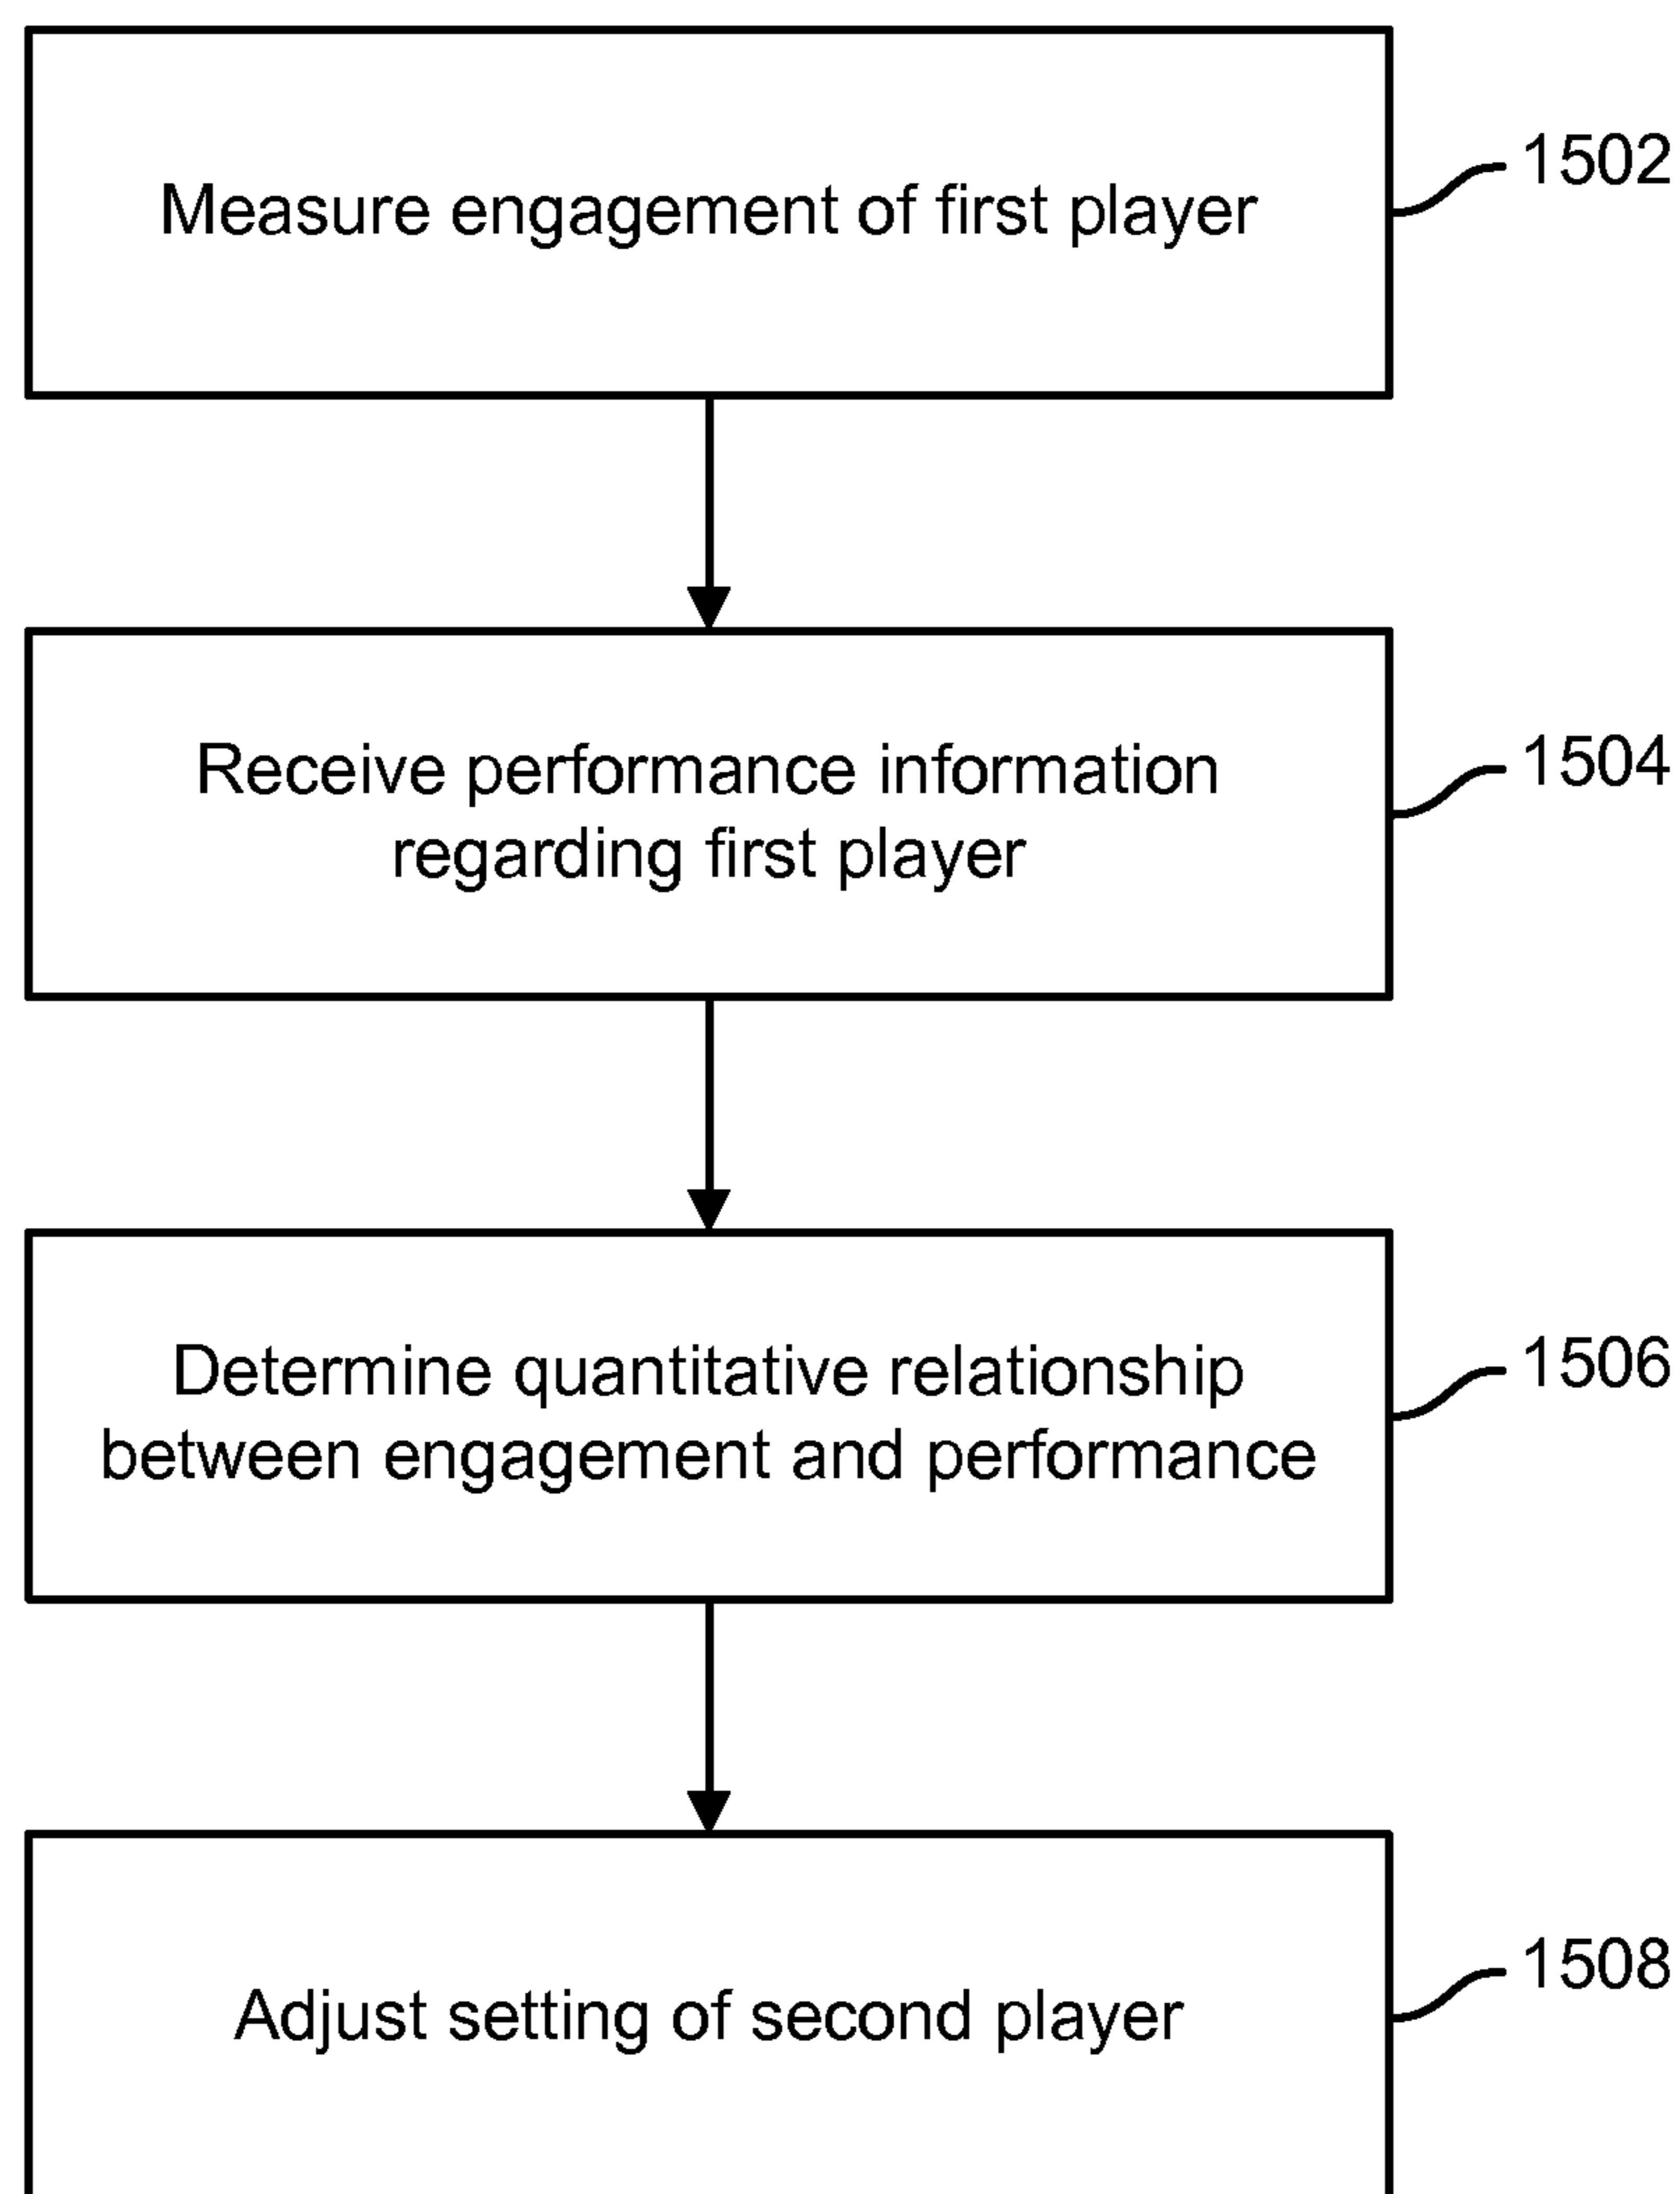 Measure engagement of first player
1502
Receive performance information
regarding first player
1504
Determine quantitative relationship
between engagement and performance
1506
Adjust setting of second player
1508